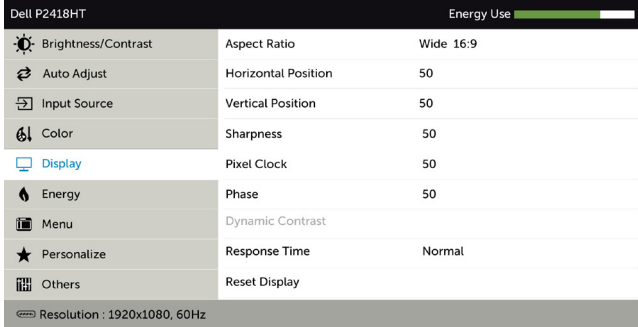 Dell P2418HT Energy Use
Brightness/Contrast Aspect Ratio Wide 16:9
Auto Adjust Horizontal Position 50
Input Source Vertical Position 50
Color Sharpness 50
Display Pixel Clock 50
Energy Phase 50
Menu Dynamic Contrast
Personalize Response Time Normal
Others Reset Display
Resolution : 1920x1080, 60Hz